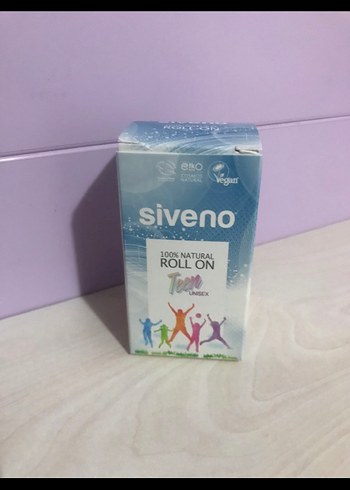 ROLL ON
Vegan
siveno
100% NATURAL
ROLL ON
Teen
UNISEX